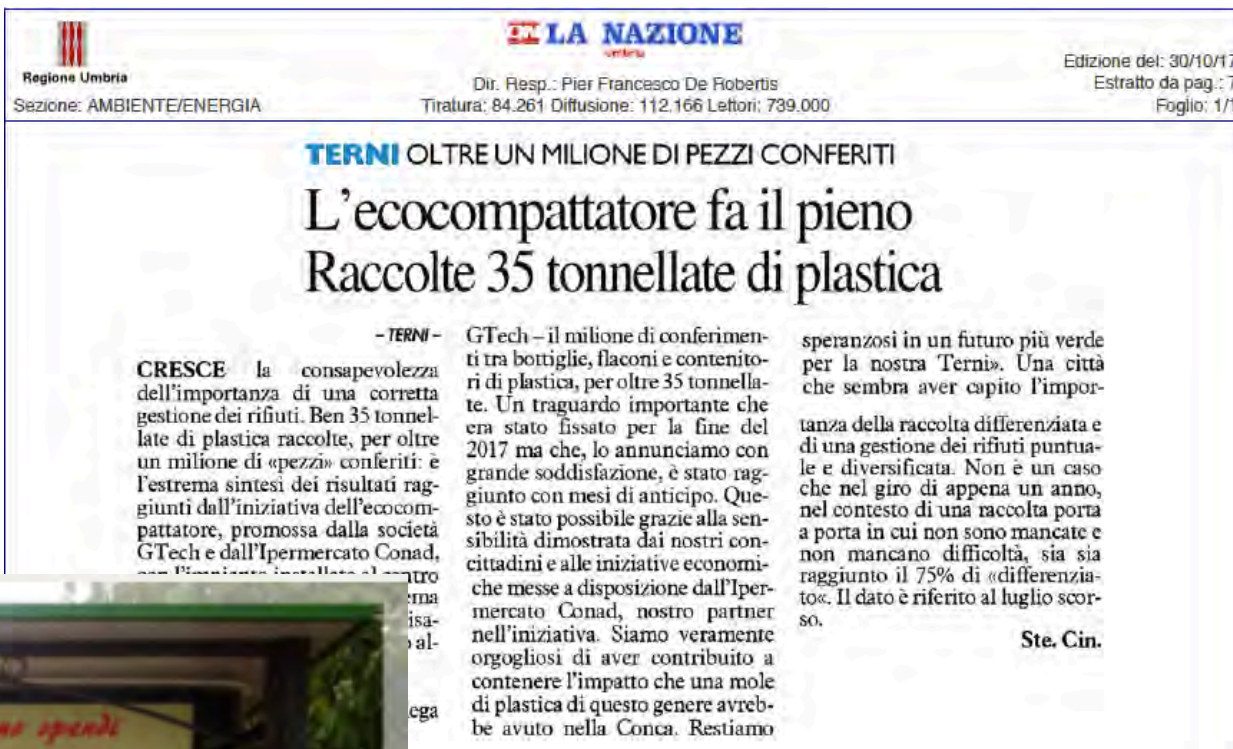 Regione Umbria
Sezione: AMBIENTE/ENERGIA
LA NAZIONE
umbria
Dir. Resp.: Pier Francesco De Robertis
Tiratura: 84.261 Diffusione: 112.166 Lettori: 739.000
Edizione del: 30/10/17
Estratto da pag.: 7
Foglio: 1/1
TERNI OLTRE UN MILIONE DI PEZZI CONFERITI
L'ecocompattatore fa il pieno
Raccolte 35 tonnellate di plastica
– TERNI –
CRESCE la consapevolezza
dell'importanza di una corretta
gestione dei rifiuti. Ben 35 tonnel-
late di plastica raccolte, per oltre
un milione di «pezzi» conferiti: è
l'estrema sintesi dei risultati rag-
giunti dall'iniziativa dell'ecocom-
pattatore, promossa dalla società
GTech e dall'Ipermercato Conad,
con l'impianto installato al centro
ema
isa-
al-
ega
GTech – il milione di conferimen-
ti tra bottiglie, flaconi e contenito-
ri di plastica, per oltre 35 tonnella-
te. Un traguardo importante che
era stato fissato per la fine del
2017 ma che, lo annunciamo con
grande soddisfazione, è stato rag-
giunto con mesi di anticipo. Que-
sto è stato possibile grazie alla sen-
sibilità dimostrata dai nostri con-
cittadini e alle iniziative economi-
che messe a disposizione dall'Iper-
mercato Conad, nostro partner
nell'iniziativa. Siamo veramente
orgogliosi di aver contribuito a
contenere l'impatto che una mole
di plastica di questo genere avreb-
be avuto nella Conca. Restiamo
speranzosi in un futuro più verde
per la nostra Terni». Una città
che sembra aver capito l'impor-
tanza della raccolta differenziata e
di una gestione dei rifiuti puntua-
le e diversificata. Non è un caso
che nel giro di appena un anno,
nel contesto di una raccolta porta
a porta in cui non sono mancate e
non mancano difficoltà, sia sia
raggiunto il 75% di «differenzia-
to«. Il dato è riferito al luglio scor-
so.
Ste. Cin.
spendi